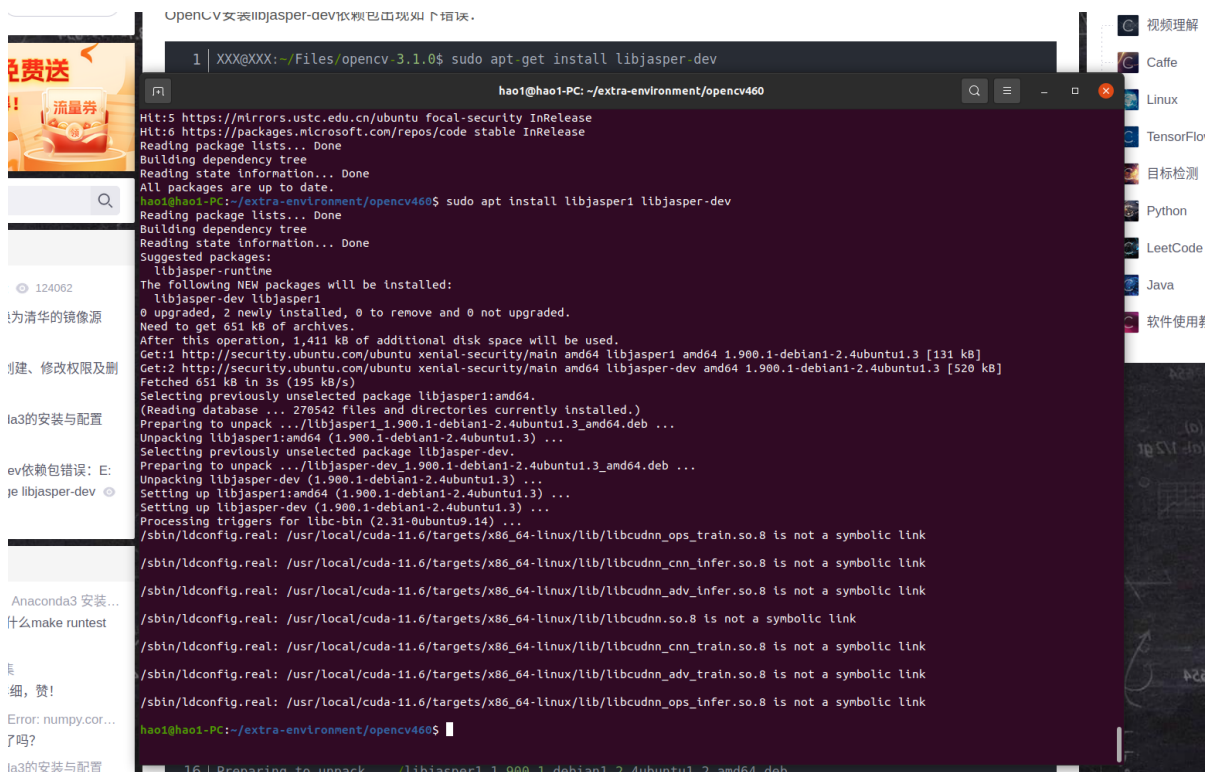 OpenCV安装libjasper-dev依赖包出现如下错误:
1 XXX@XXX:~/Files/opencv-3.1.0$ sudo apt-get install libjasper-dev
免费送
流量券
领
124062
为清华的镜像源
创建、修改权限及删
da3的安装与配置
ev依赖包错误：E:
ge libjasper-dev
Anaconda3 安装...
什么make runtest
集
细，赞！
Error: numpy.cor...
了吗?
da3的安装与配置
hao1@hao1-PC: ~/extra-environment/opencv460
Hit:5 https://mirrors.ustc.edu.cn/ubuntu focal-security InRelease
Hit:6 https://packages.microsoft.com/repos/code stable InRelease
Reading package lists... Done
Building dependency tree
Reading state information... Done
All packages are up to date.
hao1@hao1-PC:~/extra-environment/opencv460$ sudo apt install libjasper1 libjasper-dev
Reading package lists... Done
Building dependency tree
Reading state information... Done
Suggested packages:
libjasper-runtime
The following NEW packages will be installed:
libjasper-dev libjasper1
0 upgraded, 2 newly installed, 0 to remove and 0 not upgraded.
Need to get 651 kB of archives.
After this operation, 1,411 kB of additional disk space will be used.
Get:1 http://security.ubuntu.com/ubuntu xenial-security/main amd64 libjasper1 amd64 1.900.1-debian1-2.4ubuntu1.3 [131 kB]
Get:2 http://security.ubuntu.com/ubuntu xenial-security/main amd64 libjasper-dev amd64 1.900.1-debian1-2.4ubuntu1.3 [520 kB]
Fetched 651 kB in 3s (195 kB/s)
Selecting previously unselected package libjasper1:amd64.
(Reading database ... 270542 files and directories currently installed.)
Preparing to unpack .../libjasper1_1.900.1-debian1-2.4ubuntu1.3_amd64.deb ...
Unpacking libjasper1:amd64 (1.900.1-debian1-2.4ubuntu1.3) ...
Selecting previously unselected package libjasper-dev.
Preparing to unpack .../libjasper-dev_1.900.1-debian1-2.4ubuntu1.3_amd64.deb ...
Unpacking libjasper-dev (1.900.1-debian1-2.4ubuntu1.3) ...
Setting up libjasper1:amd64 (1.900.1-debian1-2.4ubuntu1.3) ...
Setting up libjasper-dev (1.900.1-debian1-2.4ubuntu1.3) ...
Processing triggers for libc-bin (2.31-0ubuntu9.14) ...
/sbin/ldconfig.real: /usr/local/cuda-11.6/targets/x86_64-linux/lib/libcudnn_ops_train.so.8 is not a symbolic link
/sbin/ldconfig.real: /usr/local/cuda-11.6/targets/x86_64-linux/lib/libcudnn_cnn_infer.so.8 is not a symbolic link
/sbin/ldconfig.real: /usr/local/cuda-11.6/targets/x86_64-linux/lib/libcudnn_adv_infer.so.8 is not a symbolic link
/sbin/ldconfig.real: /usr/local/cuda-11.6/targets/x86_64-linux/lib/libcudnn.so.8 is not a symbolic link
/sbin/ldconfig.real: /usr/local/cuda-11.6/targets/x86_64-linux/lib/libcudnn_cnn_train.so.8 is not a symbolic link
/sbin/ldconfig.real: /usr/local/cuda-11.6/targets/x86_64-linux/lib/libcudnn_adv_train.so.8 is not a symbolic link
/sbin/ldconfig.real: /usr/local/cuda-11.6/targets/x86_64-linux/lib/libcudnn_ops_infer.so.8 is not a symbolic link
hao1@hao1-PC:~/extra-environment/opencv460$
视频理解
Caffe
Linux
TensorFlo
目标检测
Python
LeetCode
Java
软件使用教